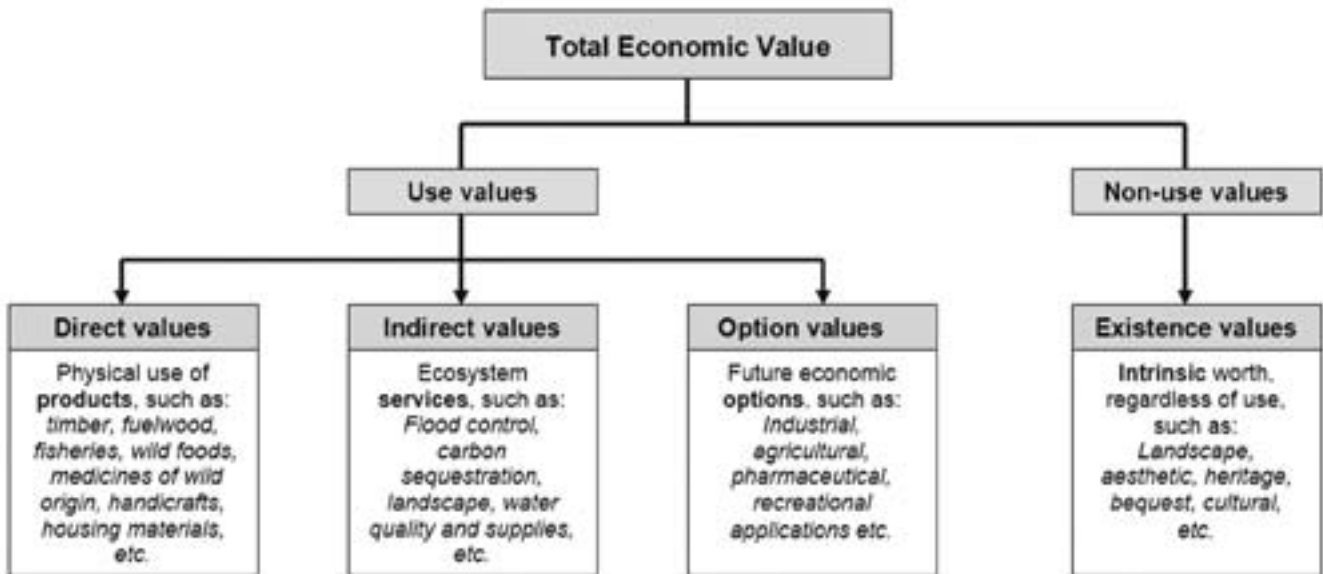 Total Economic Value
Use values
Non-use values
Direct values
Physical use of
products, such as:
timber, fuelwood,
fisheries, wild foods,
medicines of wild
origin, handicrafts,
housing materials,
etc.
Indirect values
Ecosystem
services, such as:
Flood control,
carbon
sequestration,
landscape, water
quality and supplies,
etc.
Option values
Future economic
options, such as:
Industrial,
agricultural,
pharmaceutical,
recreational
applications etc.
Existence values
Intrinsic worth,
regardless of use,
such as:
Landscape,
aesthetic, heritage,
bequest, cultural,
etc.